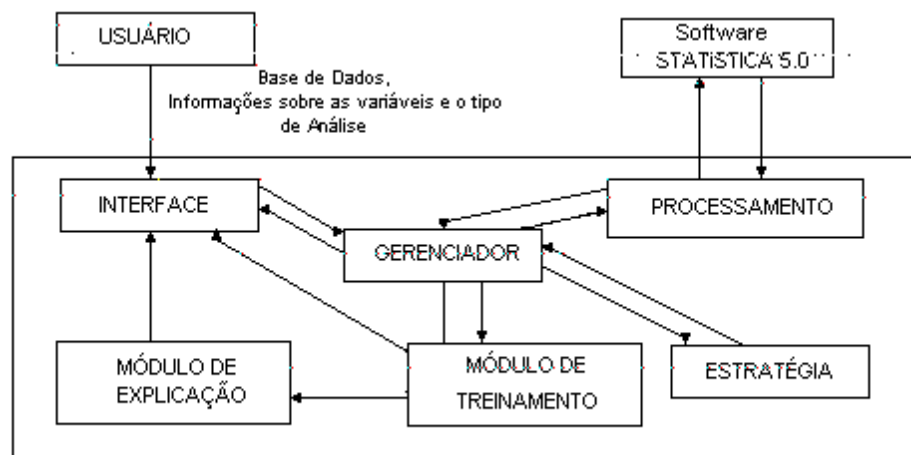 USUÁRIO
Software
STATISTICA 5.0
Base de Dados,
Informações sobre as variáveis e o tipo
de Análise
INTERFACE
PROCESSAMENTO
GERENCIADOR
MÓDULO DE
EXPLICAÇÃO
MÓDULO DE
TREINAMENTO
ESTRATÉGIA